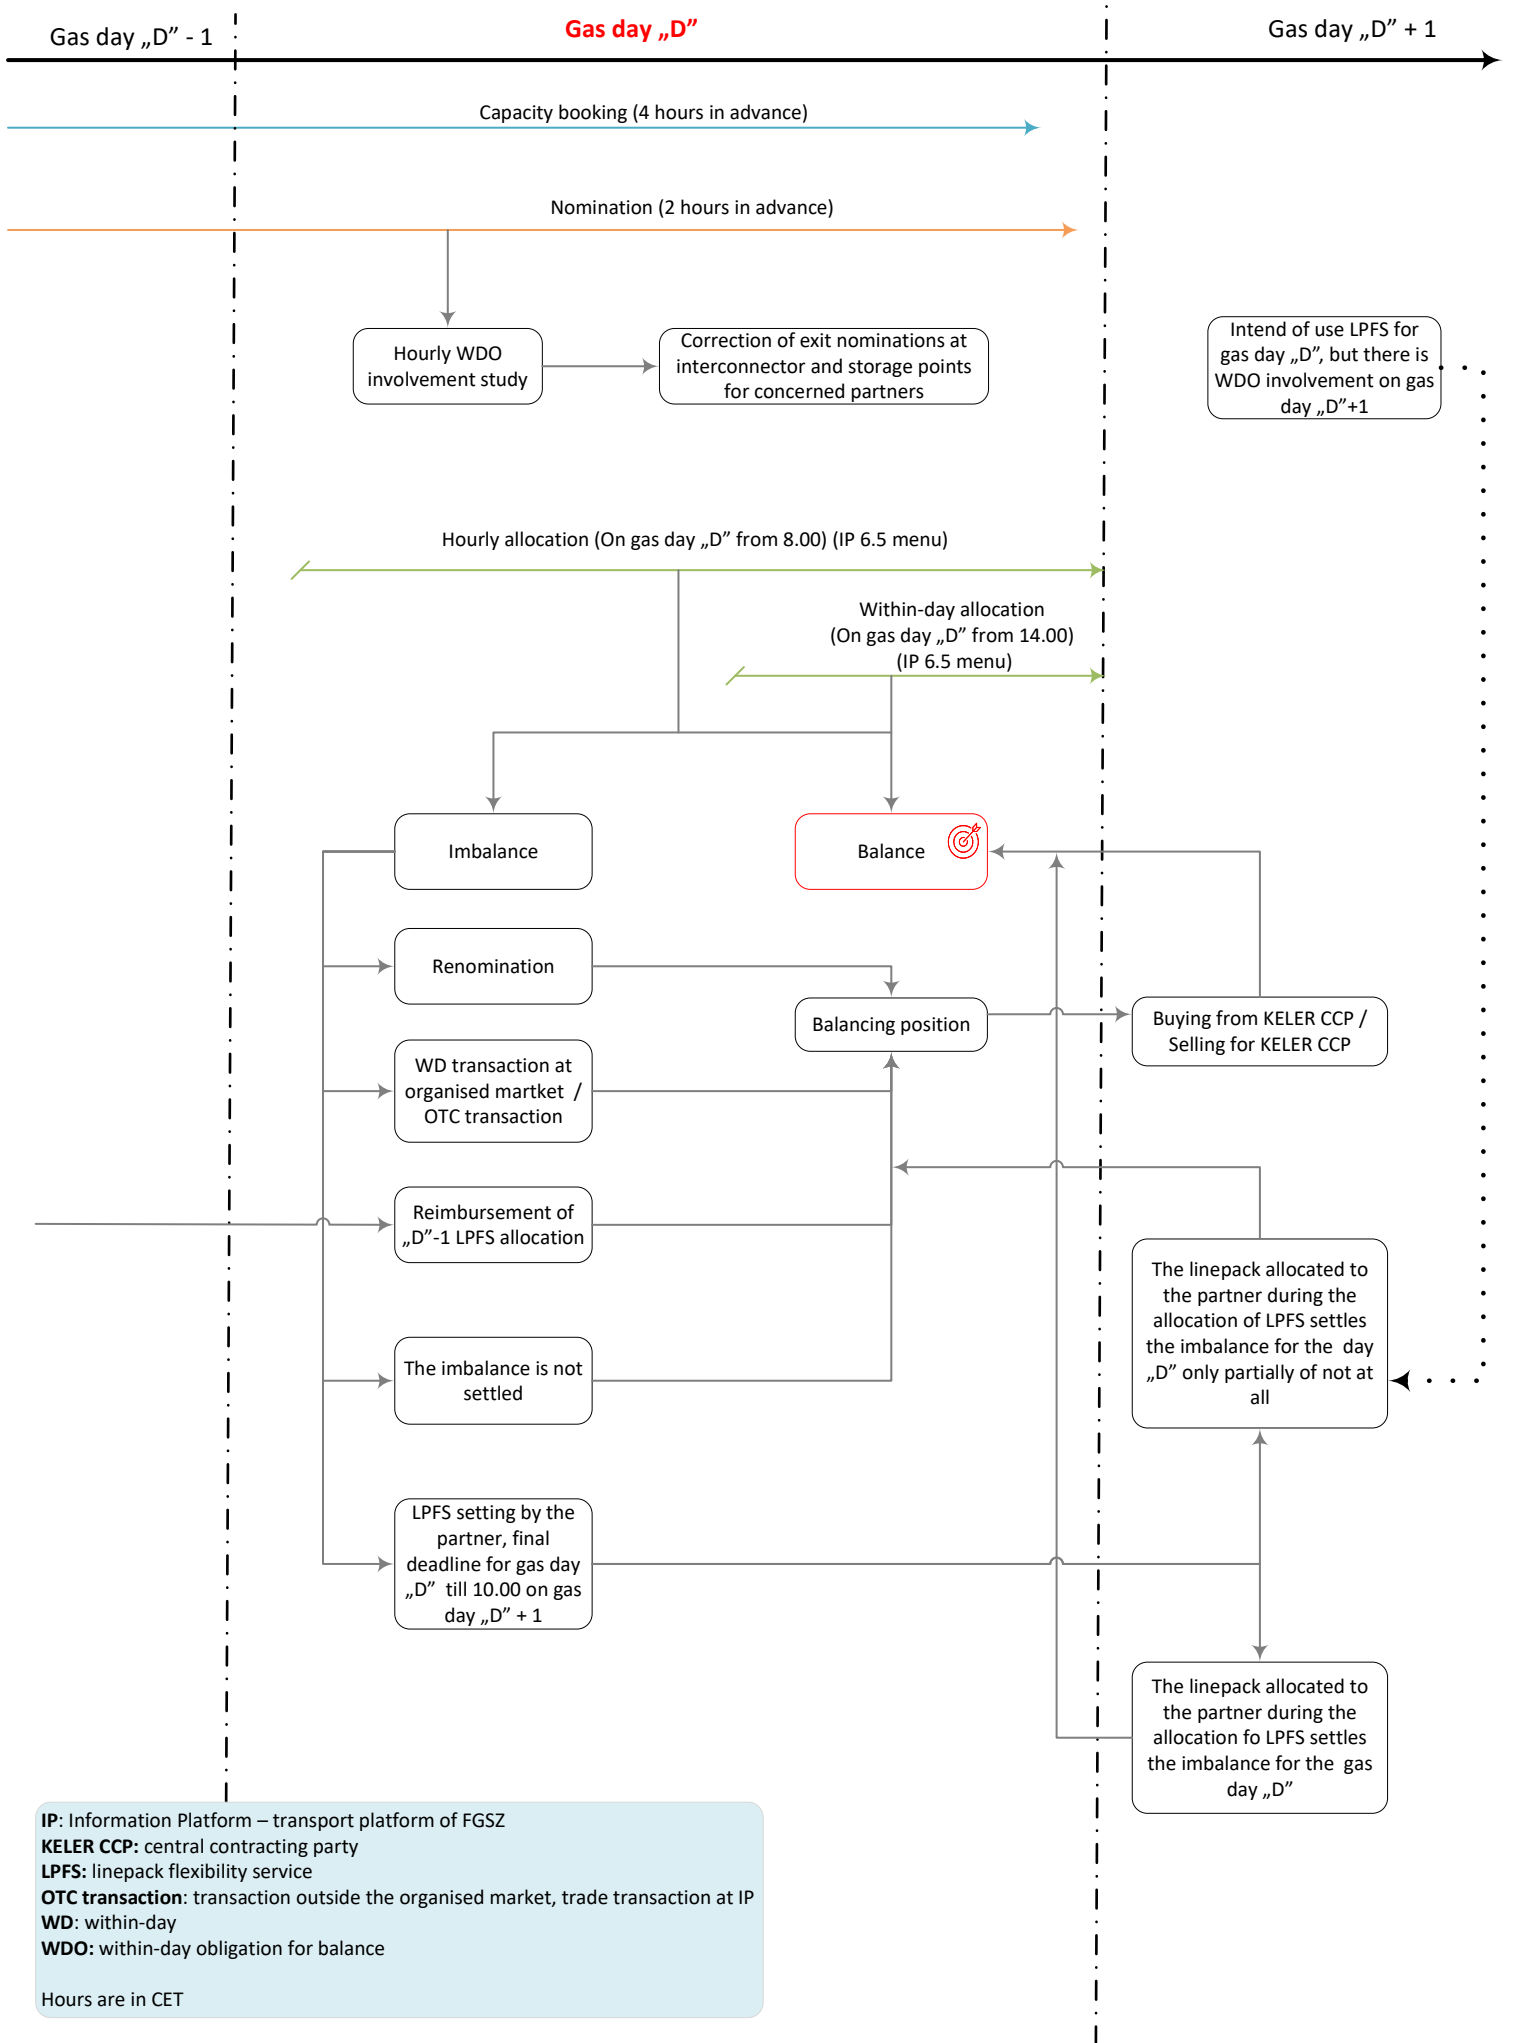 Gas day „D” - 1
Gas day „D”
Gas day „D” + 1
Capacity booking (4 hours in advance)
Nomination (2 hours in advance)
Hourly WDO
involvement study
Correction of exit nominations at
interconnector and storage points
for concerned partners
Intend of use LPFS for
gas day „D”, but there is
WDO involvement on gas
day „D”+1
Hourly allocation (On gas day „D” from 8.00) (IP 6.5 menu)
Within-day allocation
(On gas day „D” from 14.00)
(IP 6.5 menu)
Imbalance
Balance
Renomination
Balancing position
Buying from KELER CCP /
Selling for KELER CCP
WD transaction at
organised martket /
OTC transaction
Reimbursement of
„D”-1 LPFS allocation
The linepack allocated to
the partner during the
allocation of LPFS settles
the imbalance for the day
„D” only partially of not at
all
The imbalance is not
settled
LPFS setting by the
partner, final
deadline for gas day
„D” till 10.00 on gas
day „D” + 1
The linepack allocated to
the partner during the
allocation fo LPFS settles
the imbalance for the gas
day „D”
IP: Information Platform – transport platform of FGSZ
KELER CCP: central contracting party
LPFS: linepack flexibility service
OTC transaction: transaction outside the organised market, trade transaction at IP
WD: within-day
WDO: within-day obligation for balance
Hours are in CET